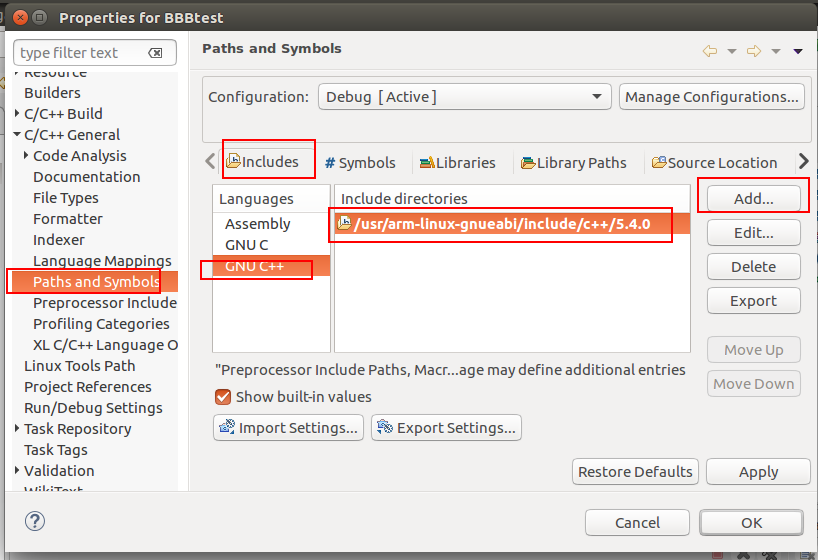 Properties for BBBtest
type filter text
Resource
Builders
C/C++ Build
C/C++ General
Code Analysis
Documentation
File Types
Formatter
Indexer
Language Mappings
Paths and Symbols
Preprocessor Include
Profiling Categories
XL C/C++ Language O
Linux Tools Path
Project References
Run/Debug Settings
Task Repository
Task Tags
Validation
WikiText
Paths and Symbols
Configuration: Debug [ Active ] Manage Configurations...
Includes # Symbols Libraries Library Paths Source Location
Languages
Assembly
GNU C
GNU C++
Include directories
/usr/arm-linux-gnueabi/include/c++/5.4.0
Add...
Edit...
Delete
Export
Move Up
Move Down
"Preprocessor Include Paths, Macr...age may define additional entries
Show built-in values
Import Settings... Export Settings...
Restore Defaults Apply
? Cancel OK